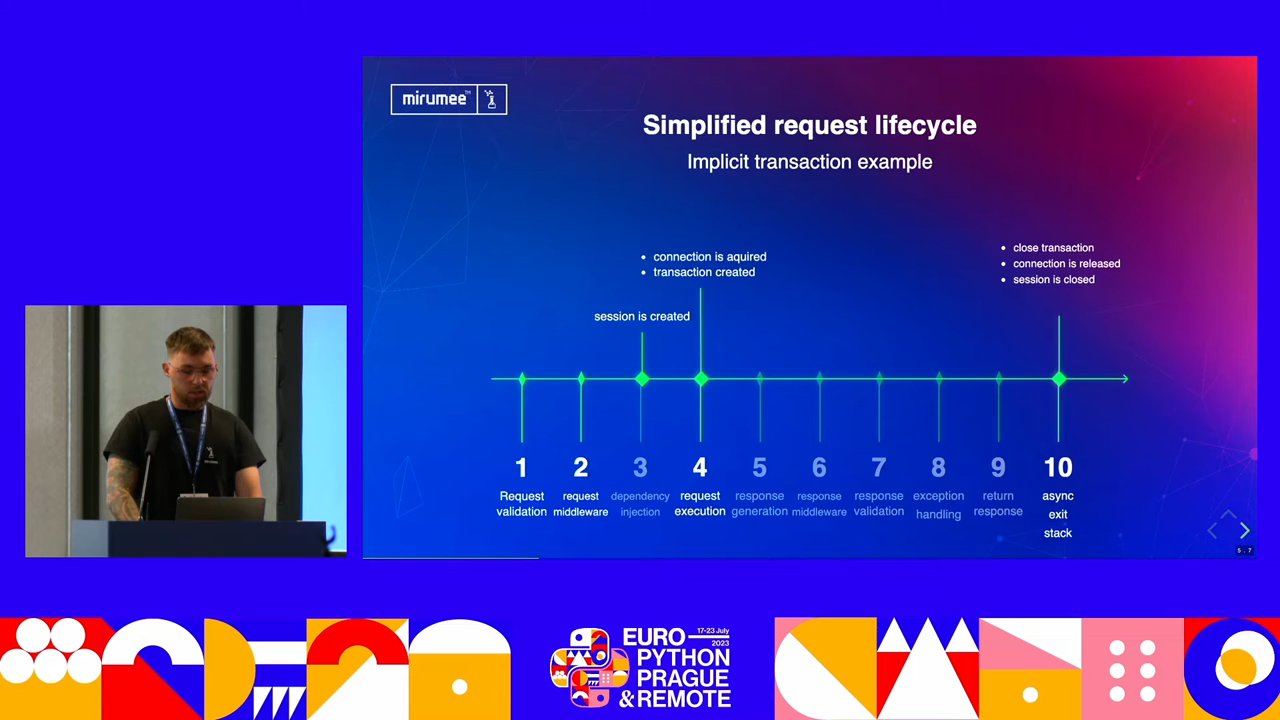 mirumee™
Simplified request lifecycle
Implicit transaction example
connection is aquired
transaction created
session is created
close transaction
connection is released
session is closed
1
Request
validation
2
request
middleware
3
dependency
injection
4
request
execution
5
response
generation
6
response
middleware
7
response
validation
8
exception
handling
9
return
response
10
async
exit
stack
5.7
17-23 July
2023
EURO
PYTHON
PRAGUE
& REMOTE